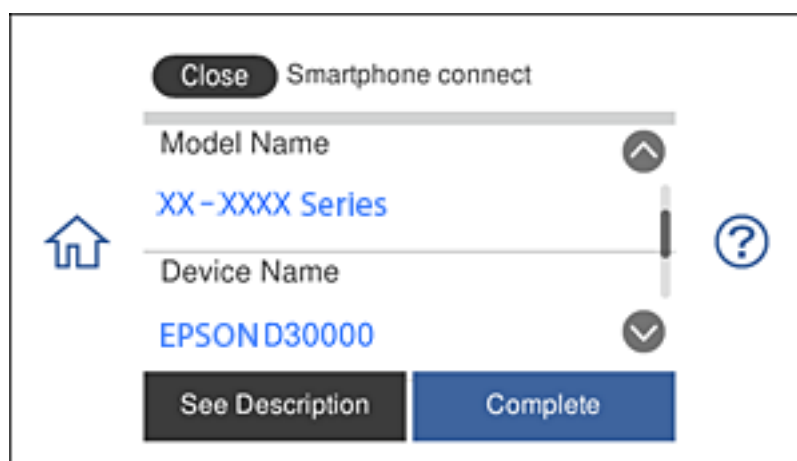 Close Smartphone connect
Model Name
XX-XXXX Series
Device Name
EPSON D30000
See Description Complete
?